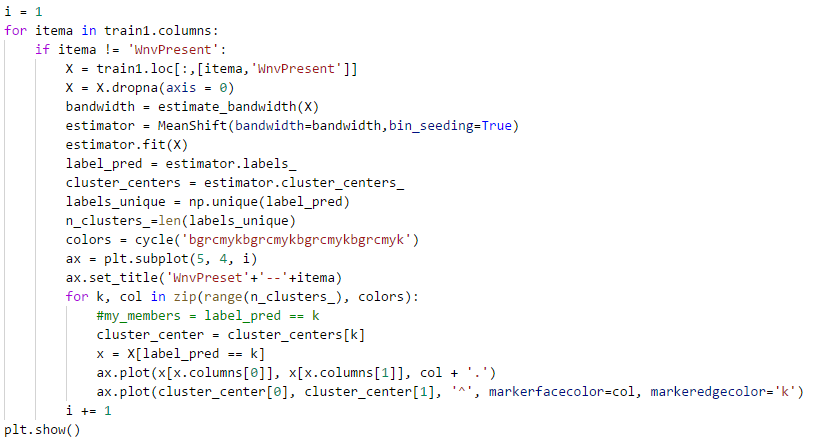 i = 1
for itema in train1.columns:
    if itema != 'WnvPresent':
        X = train1.loc[:,[itema,'WnvPresent']]
        X = X.dropna(axis = 0)
        bandwidth = estimate_bandwidth(X)
        estimator = MeanShift(bandwidth=bandwidth,bin_seeding=True)
        estimator.fit(X)
        label_pred = estimator.labels_
        cluster_centers = estimator.cluster_centers_
        labels_unique = np.unique(label_pred)
        n_clusters_=len(labels_unique)
        colors = cycle('bgrcmykbgrcmykbgrcmykbgrcmyk')
        ax = plt.subplot(5, 4, i)
        ax.set_title('WnvPreset'+'--'+itema)
        for k, col in zip(range(n_clusters_), colors):
            #my_members = label_pred == k
            cluster_center = cluster_centers[k]
            x = X[label_pred == k]
            ax.plot(x[x.columns[0]], x[x.columns[1]], col + '.')
            ax.plot(cluster_center[0], cluster_center[1], '^', markerfacecolor=col, markeredgecolor='k')
        i += 1
plt.show()